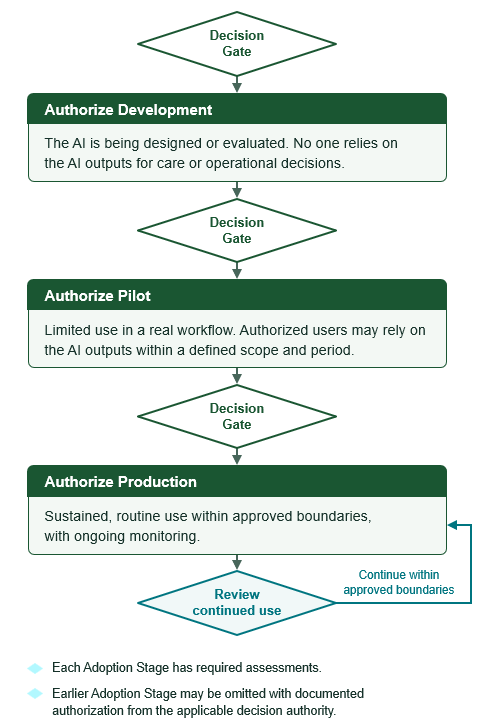 Decision
Gate
Authorize Development
The AI is being designed or evaluated. No one relies on
the AI outputs for care or operational decisions.
Decision
Gate
Authorize Pilot
Limited use in a real workflow. Authorized users may rely on
the AI outputs within a defined scope and period.
Decision
Gate
Authorize Production
Sustained, routine use within approved boundaries,
with ongoing monitoring.
Review
continued use
Continue within
approved boundaries
Each Adoption Stage has required assessments.
Earlier Adoption Stage may be omitted with documented
authorization from the applicable decision authority.